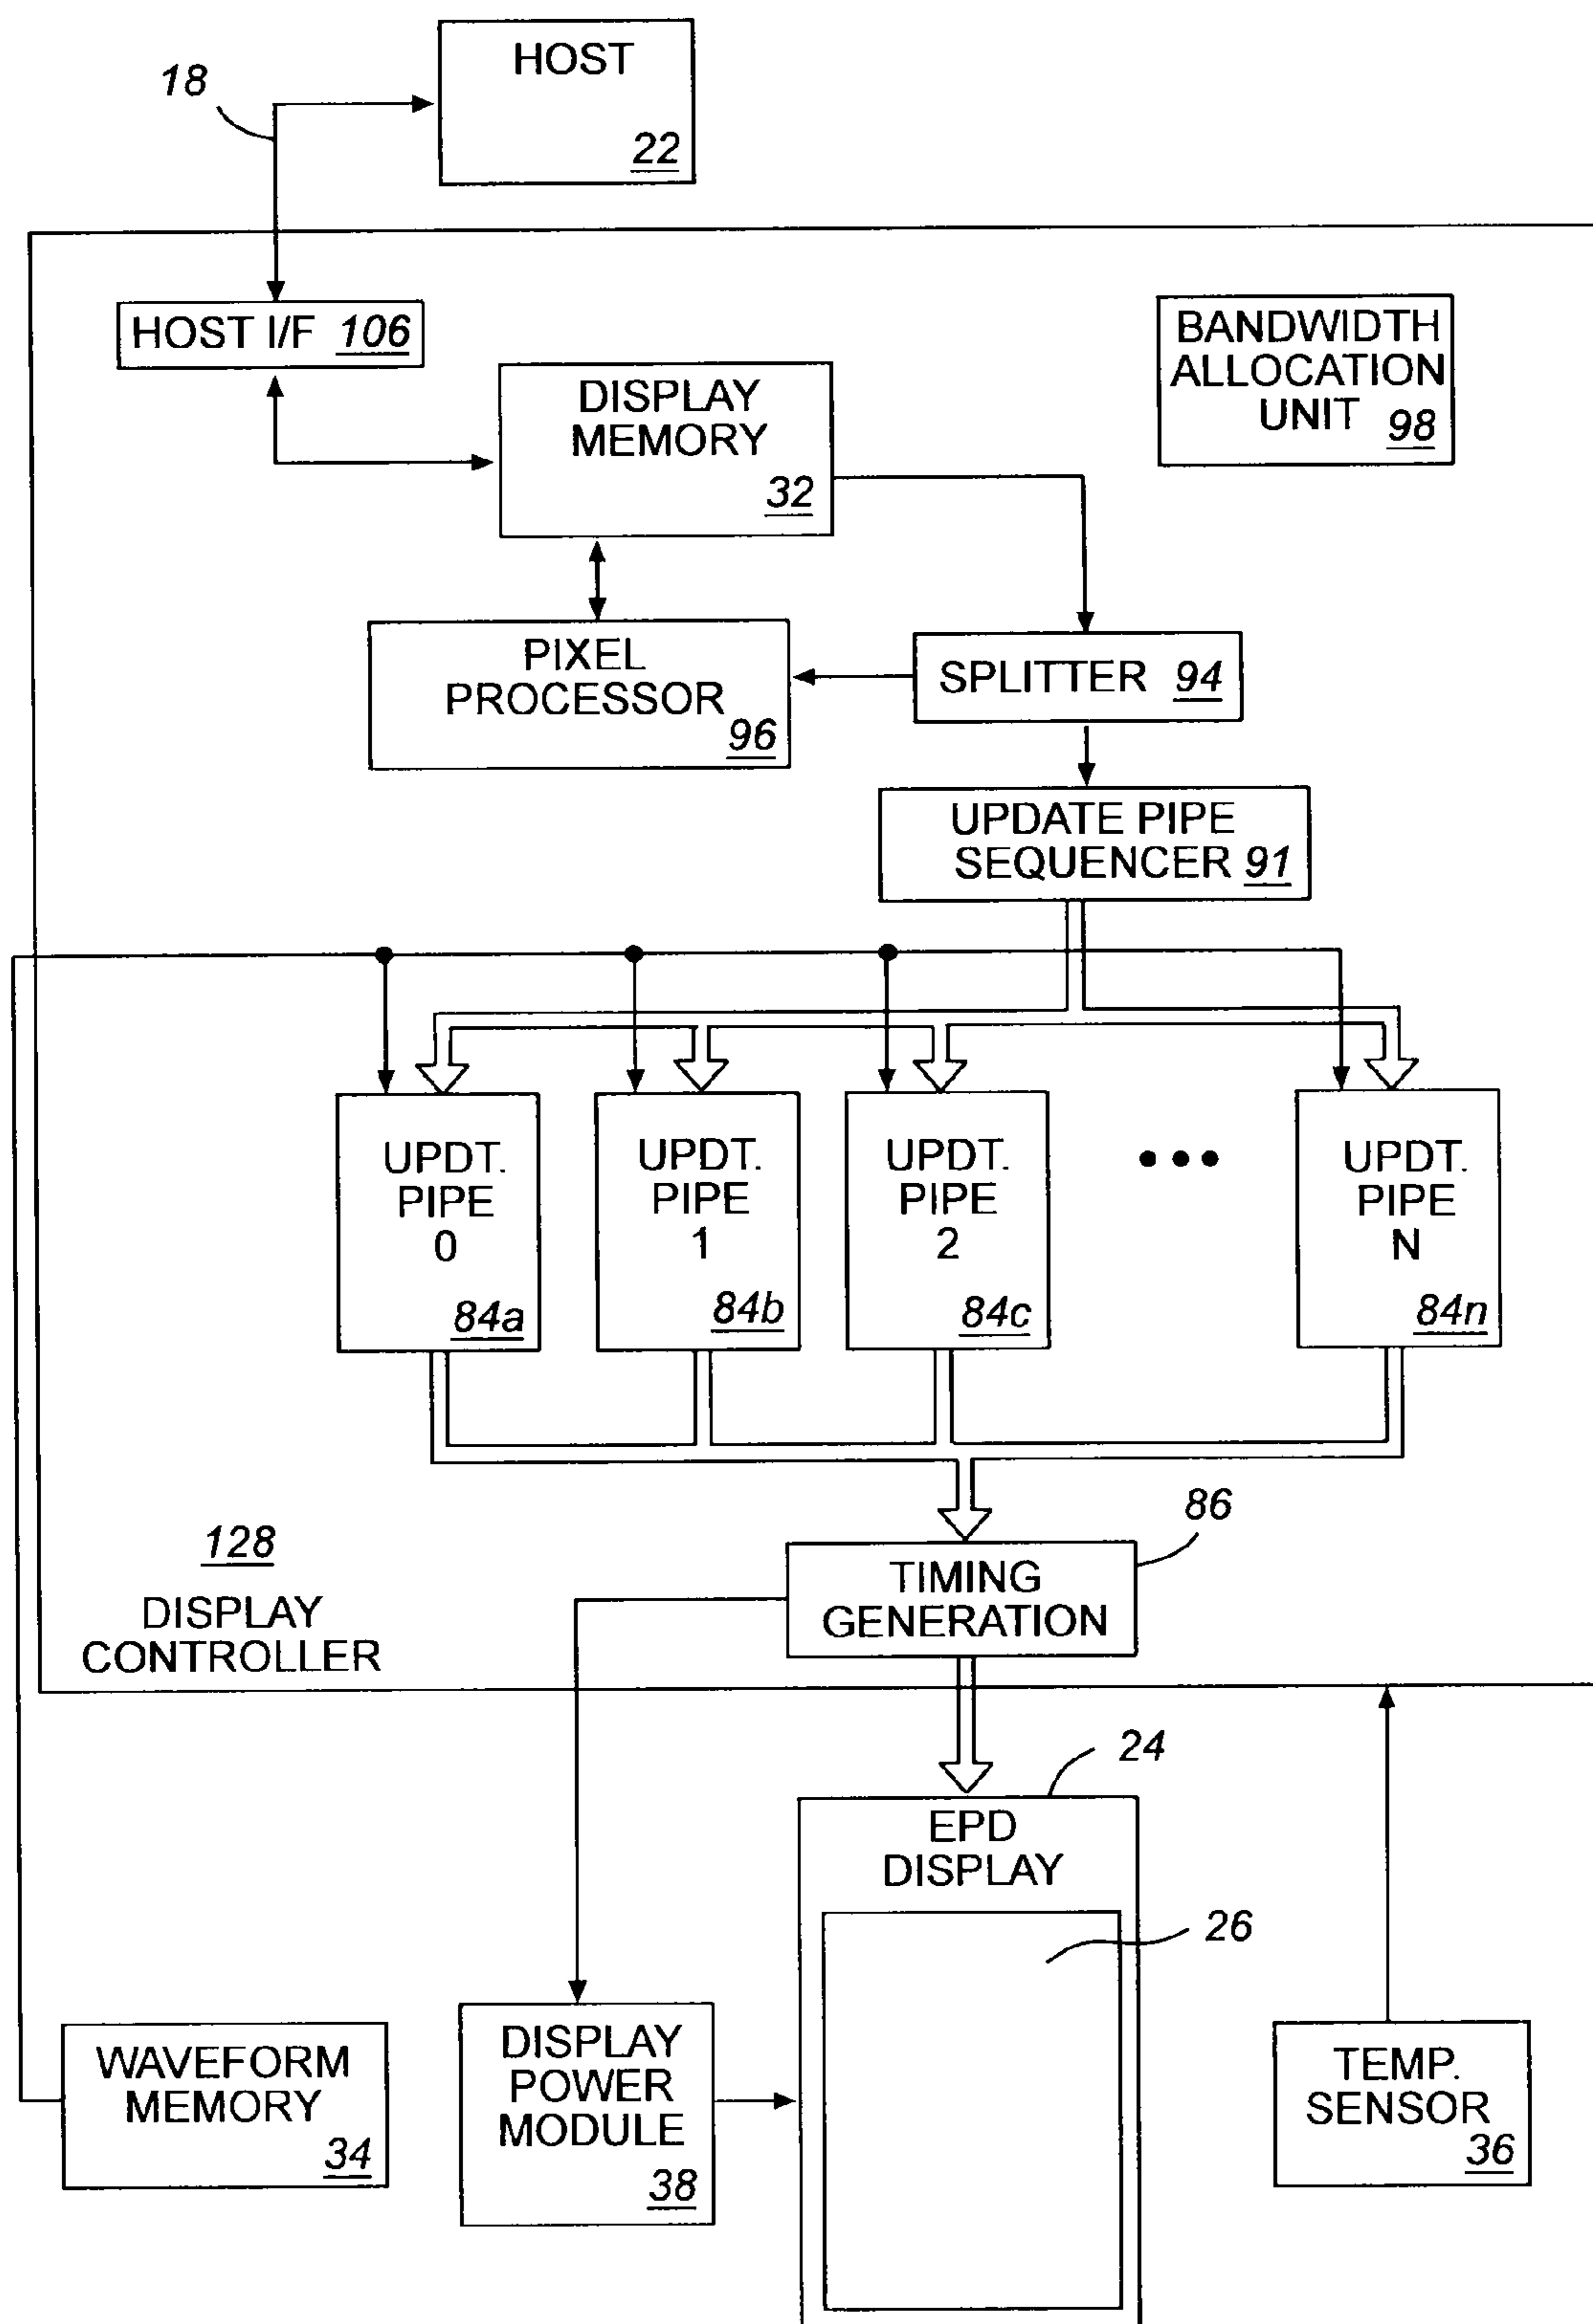 HOST
22
18
HOST I/F 106
BANDWIDTH
ALLOCATION
UNIT 98
DISPLAY
MEMORY
32
PIXEL
PROCESSOR
96
SPLITTER 94
UPDATE PIPE
SEQUENCER 91
UPDT.
PIPE
0
84a
UPDT.
PIPE
1
84b
UPDT.
PIPE
2
84c
•••
UPDT.
PIPE
N
84n
86
TIMING
GENERATION
128
DISPLAY
CONTROLLER
24
EPD
DISPLAY
26
WAVEFORM
MEMORY
34
DISPLAY
POWER
MODULE
38
TEMP.
SENSOR
36